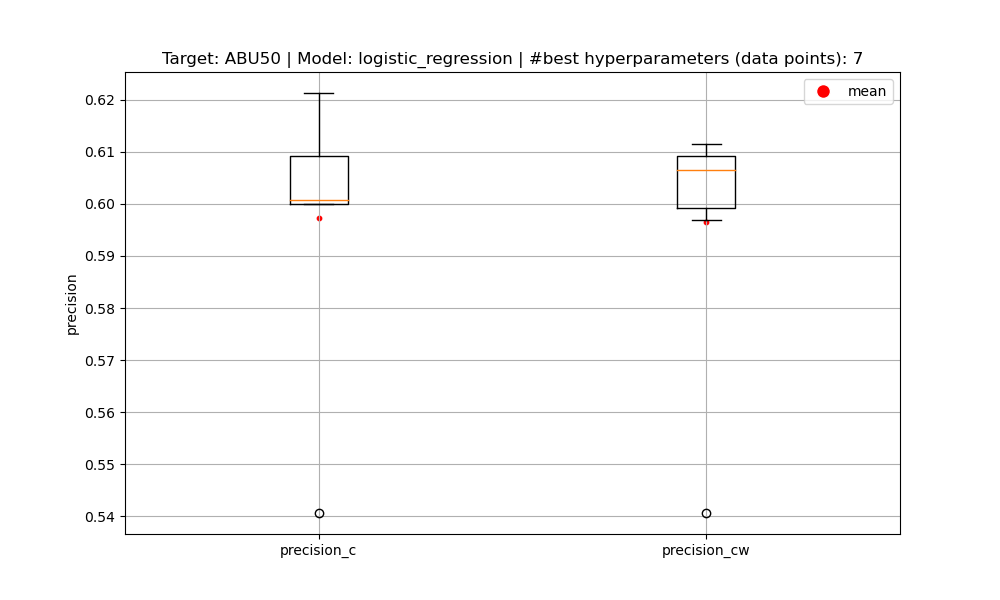 Target: ABU50 | Model: logistic_regression | #best hyperparameters (data points): 7
mean
0.62
0.61
0.60
0.59
0.58
0.57
0.56
0.55
0.54
precision
precision_c
precision_cw